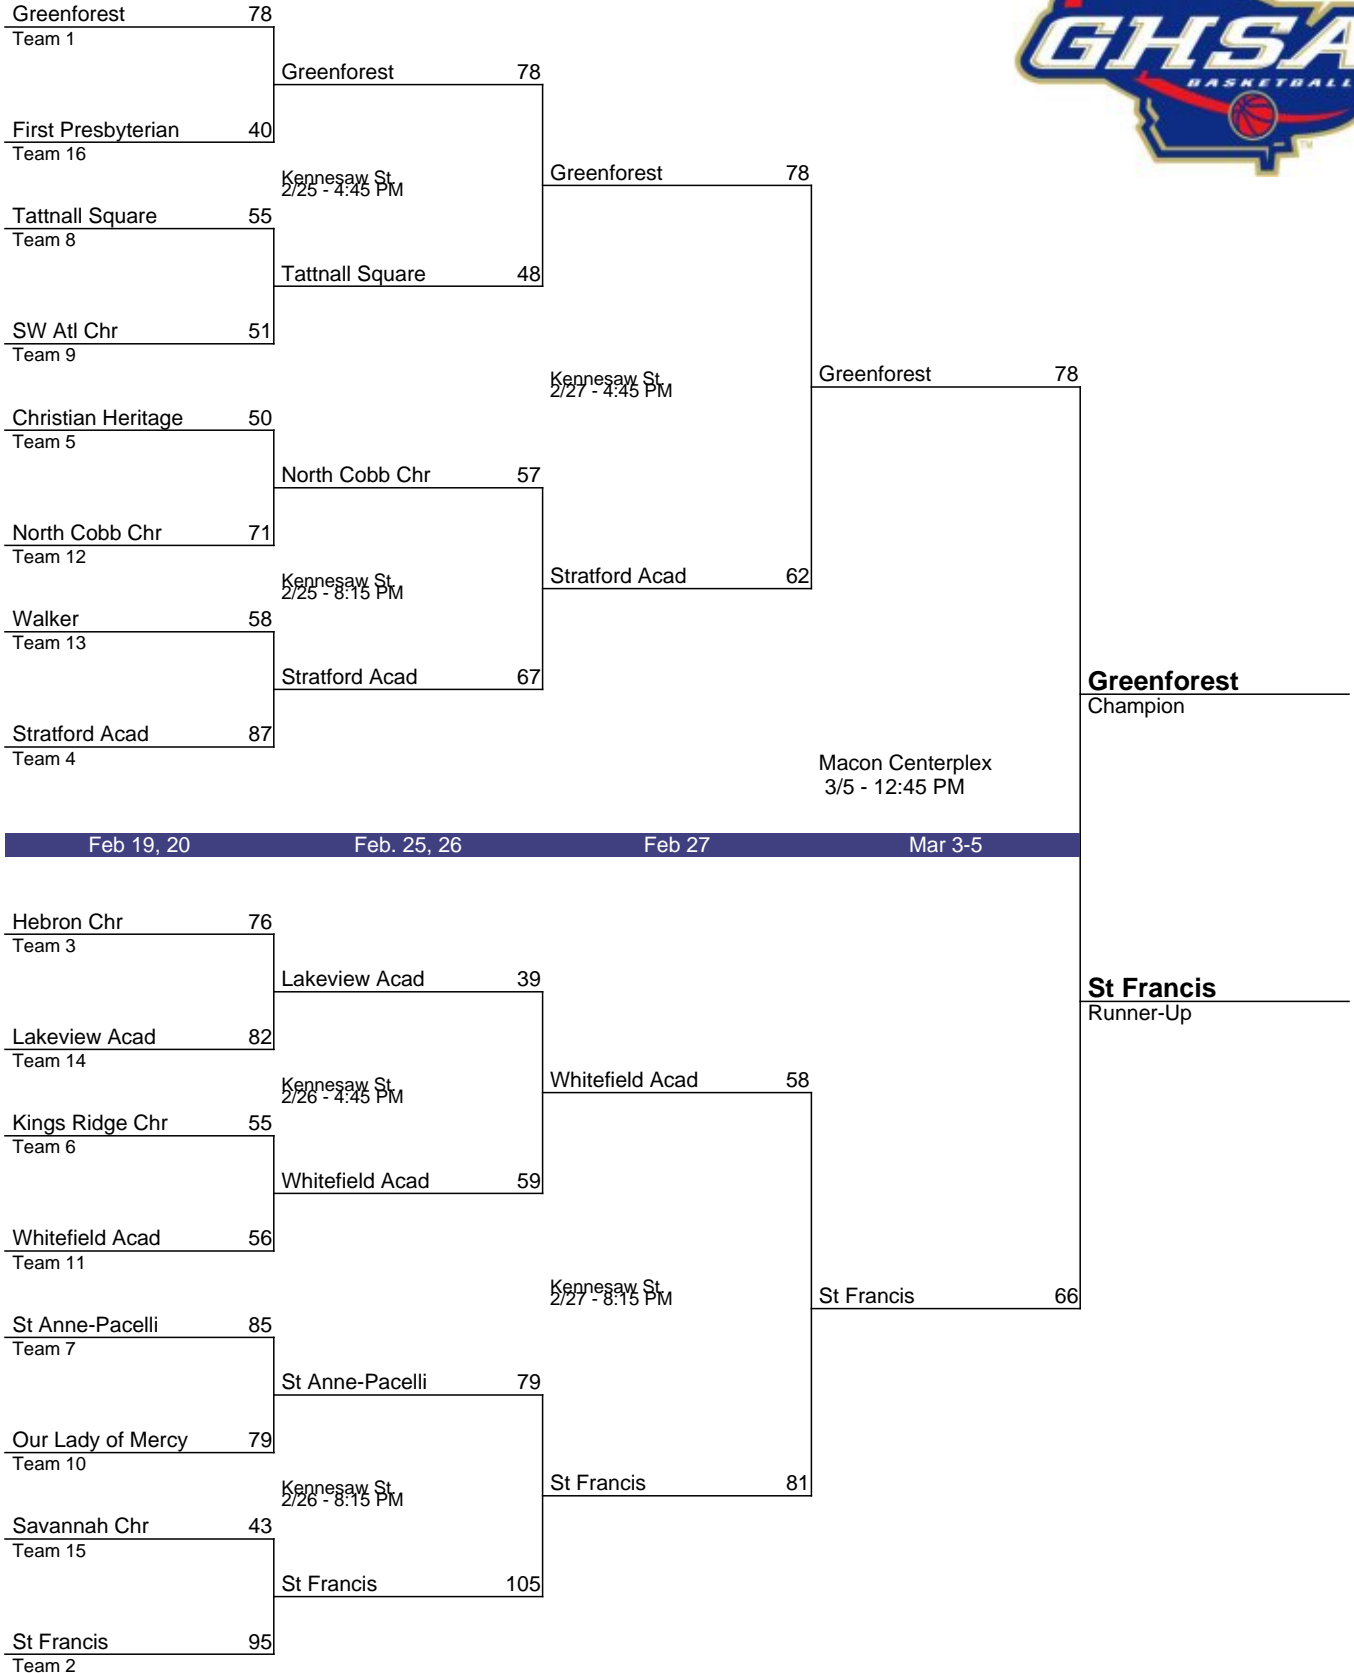 GHSA
BASKETBALL
TM
Greenforest 78
Team 1
Greenforest 78
First Presbyterian 40
Team 16
Kennesaw St.
2/25 - 4:45 PM
Greenforest 78
Tattnall Square 55
Team 8
Tattnall Square 48
SW Atl Chr 51
Team 9
Kennesaw St.
2/27 - 4:45 PM
Greenforest 78
Christian Heritage 50
Team 5
North Cobb Chr 57
North Cobb Chr 71
Team 12
Kennesaw St.
2/25 - 8:15 PM
Stratford Acad 62
Walker 58
Team 13
Stratford Acad 67
Greenforest
Champion
Stratford Acad 87
Team 4
Macon Centerplex
3/5 - 12:45 PM
Feb 19, 20 Feb. 25, 26 Feb 27 Mar 3-5
Hebron Chr 76
Team 3
Lakeview Acad 39
St Francis
Runner-Up
Lakeview Acad 82
Team 14
Kennesaw St.
2/26 - 4:45 PM
Whitefield Acad 58
Kings Ridge Chr 55
Team 6
Whitefield Acad 59
Whitefield Acad 56
Team 11
Kennesaw St.
2/27 - 8:15 PM
St Francis 66
St Anne-Pacelli 85
Team 7
St Anne-Pacelli 79
Our Lady of Mercy 79
Team 10
Kennesaw St.
2/26 - 8:15 PM
St Francis 81
Savannah Chr 43
Team 15
St Francis 105
St Francis 95
Team 2